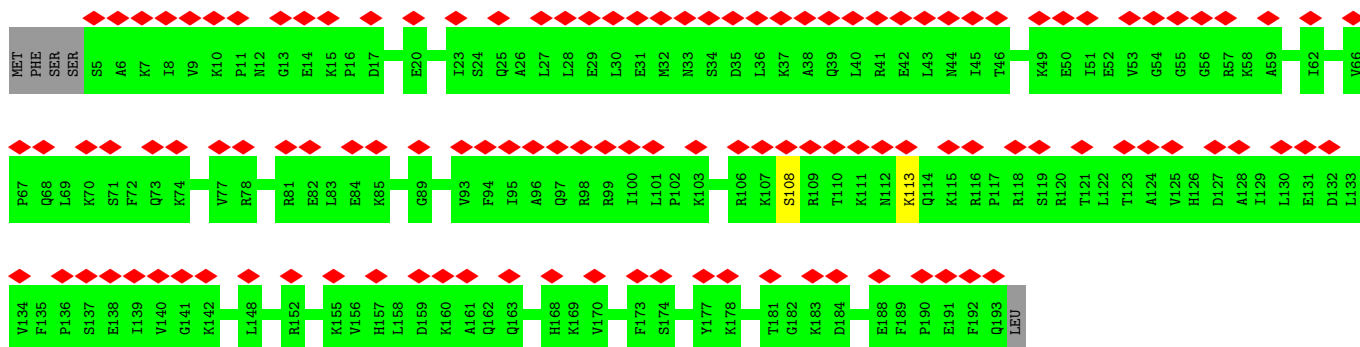 MET PHE SER SER S5 A6 K7 I8 V9 K10 P11 N12 G13 E14 K15 P16 D17 E20 I23 S24 Q25 A26 L27 L28 E29 L30 E31 M32 N33 S34 D35 L36 K37 A38 Q39 L40 R41 E42 L43 N44 I45 T46 K49 E50 I51 E52 V53 G54 G55 G56 R57 K58 A59 I62 V66
P67 Q68 L69 K70 S71 F72 Q73 K74 V77 R78 R81 E82 L83 E84 K85 G89 V93 F94 I95 A96 Q97 R98 R99 I100 L101 P102 K103 R106 K107 S108 R109 T110 K111 N112 K113 Q114 K115 R116 P117 R118 S119 R120 T121 L122 T123 A124 V125 H126 D127 A128 I129 L130 E131 D132 L133
V134 F135 P136 S137 E138 I139 V140 G141 K142 L148 R152 K155 V156 H157 L158 D159 K160 A161 Q162 Q163 H168 K169 V170 F173 S174 Y177 K178 T181 G182 K183 D184 E188 F189 P190 E191 F192 Q193 LEU